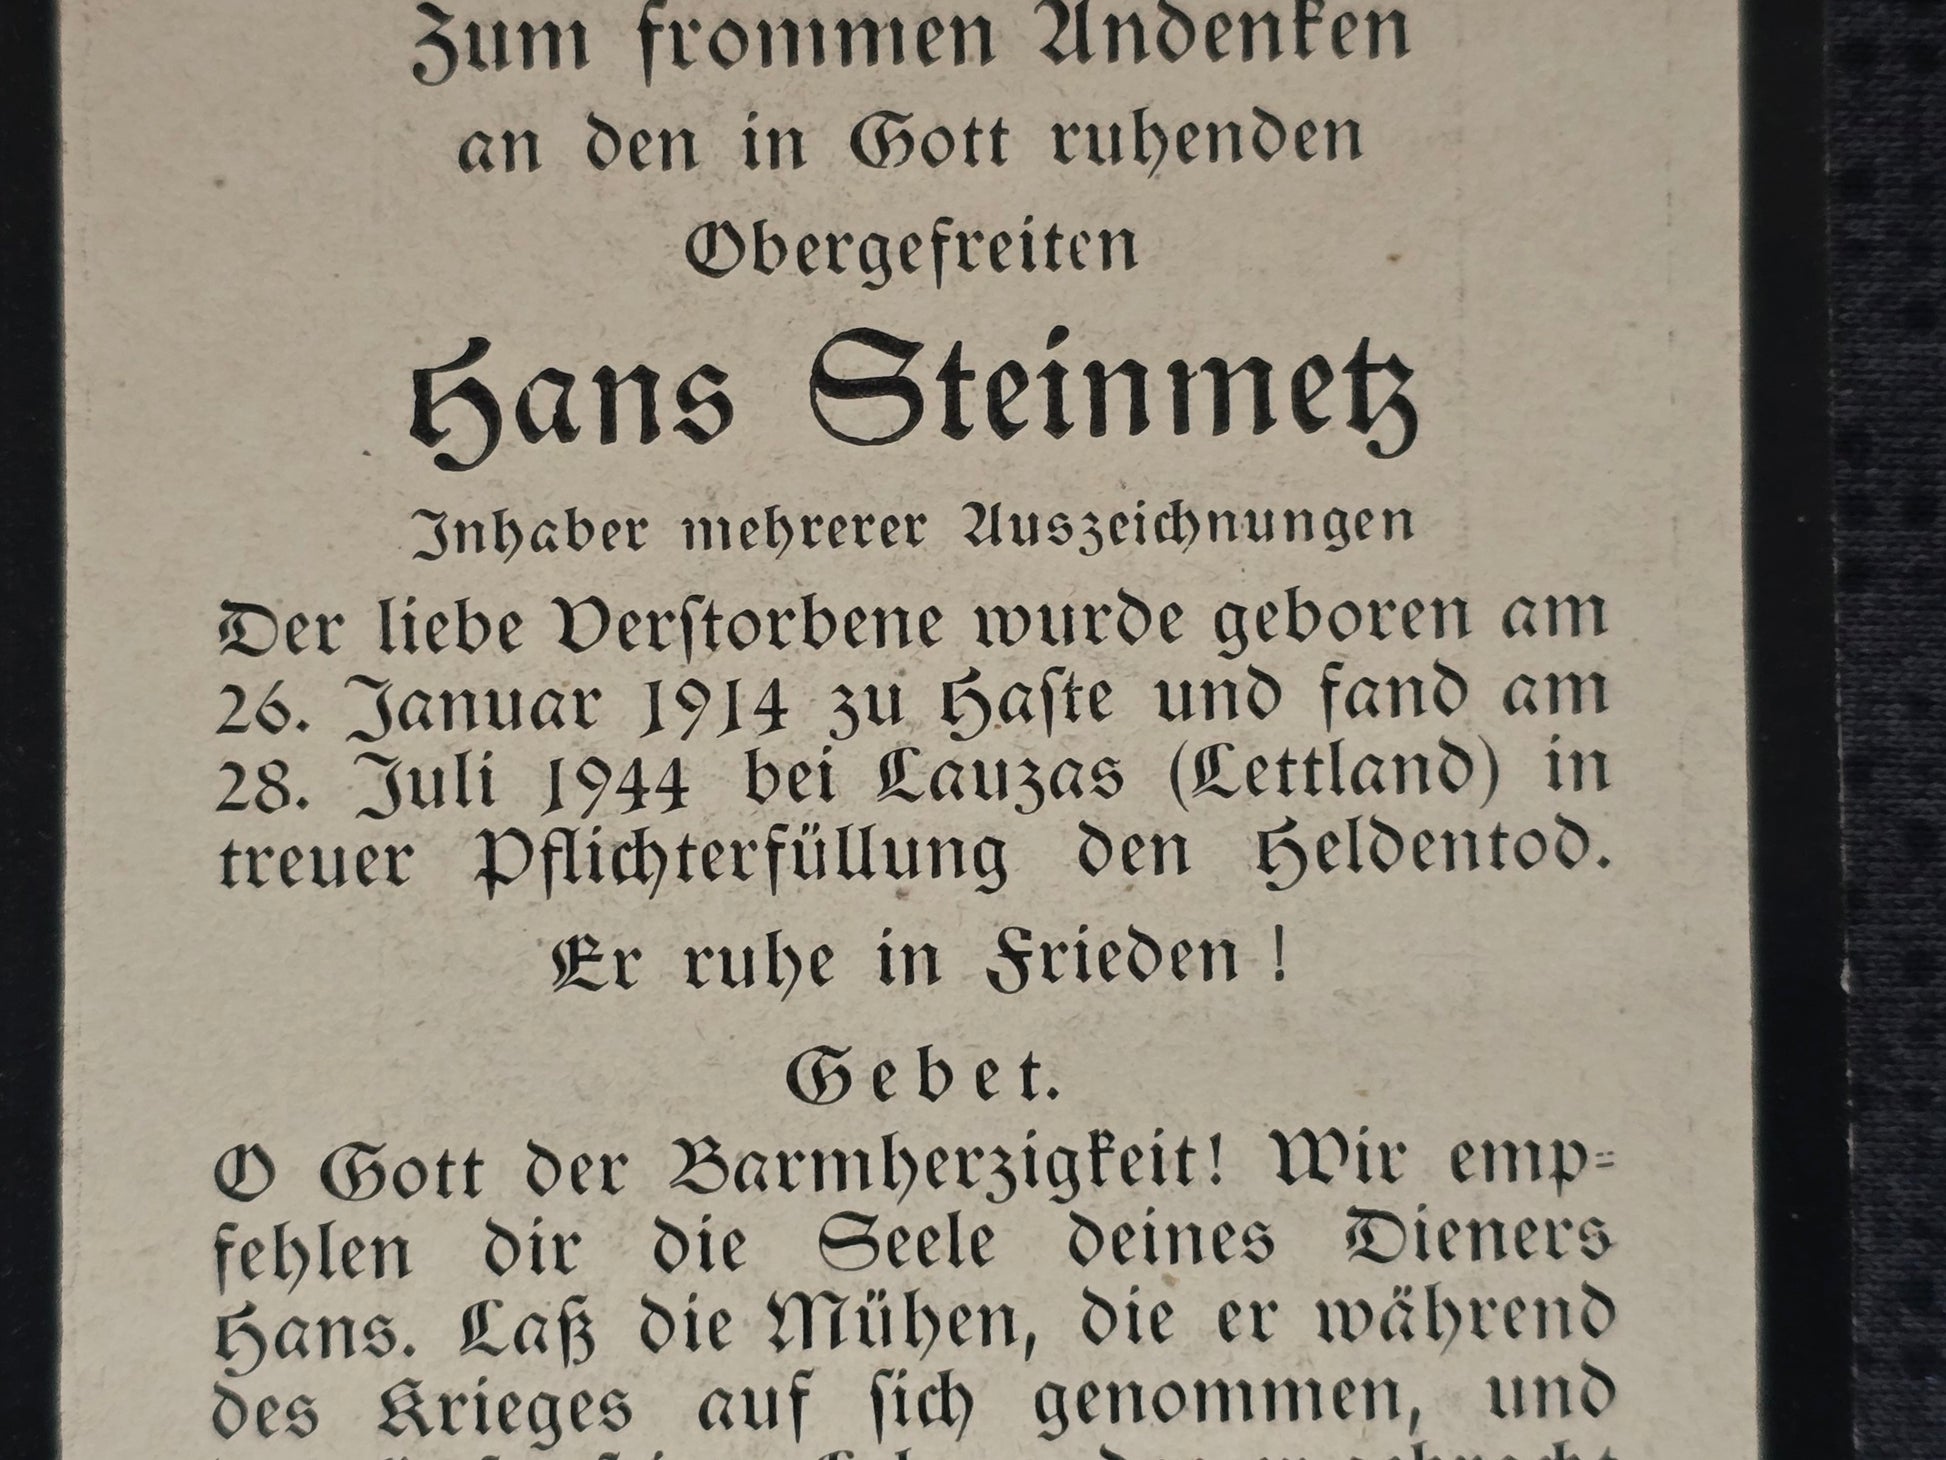 Zum frommen Andenken
an den in Gott ruhenden
Obergefreiten
Hans Steinmetz
Inhaber mehrerer Auszeichnungen
Der liebe Verſtorbene wurde geboren am
26. Januar 1914 zu Haſte und fand am
28. Juli 1944 bei Lauzas (Lettland) in
treuer Pflichterfüllung den Heldentod.
Er ruhe in Frieden !
Gebet.
O Gott der Barmherzigkeit! Wir emp=
fehlen dir die Seele deines Dieners
Hans. Laß die Mühen, die er während
des Krieges auf ſich genommen, und